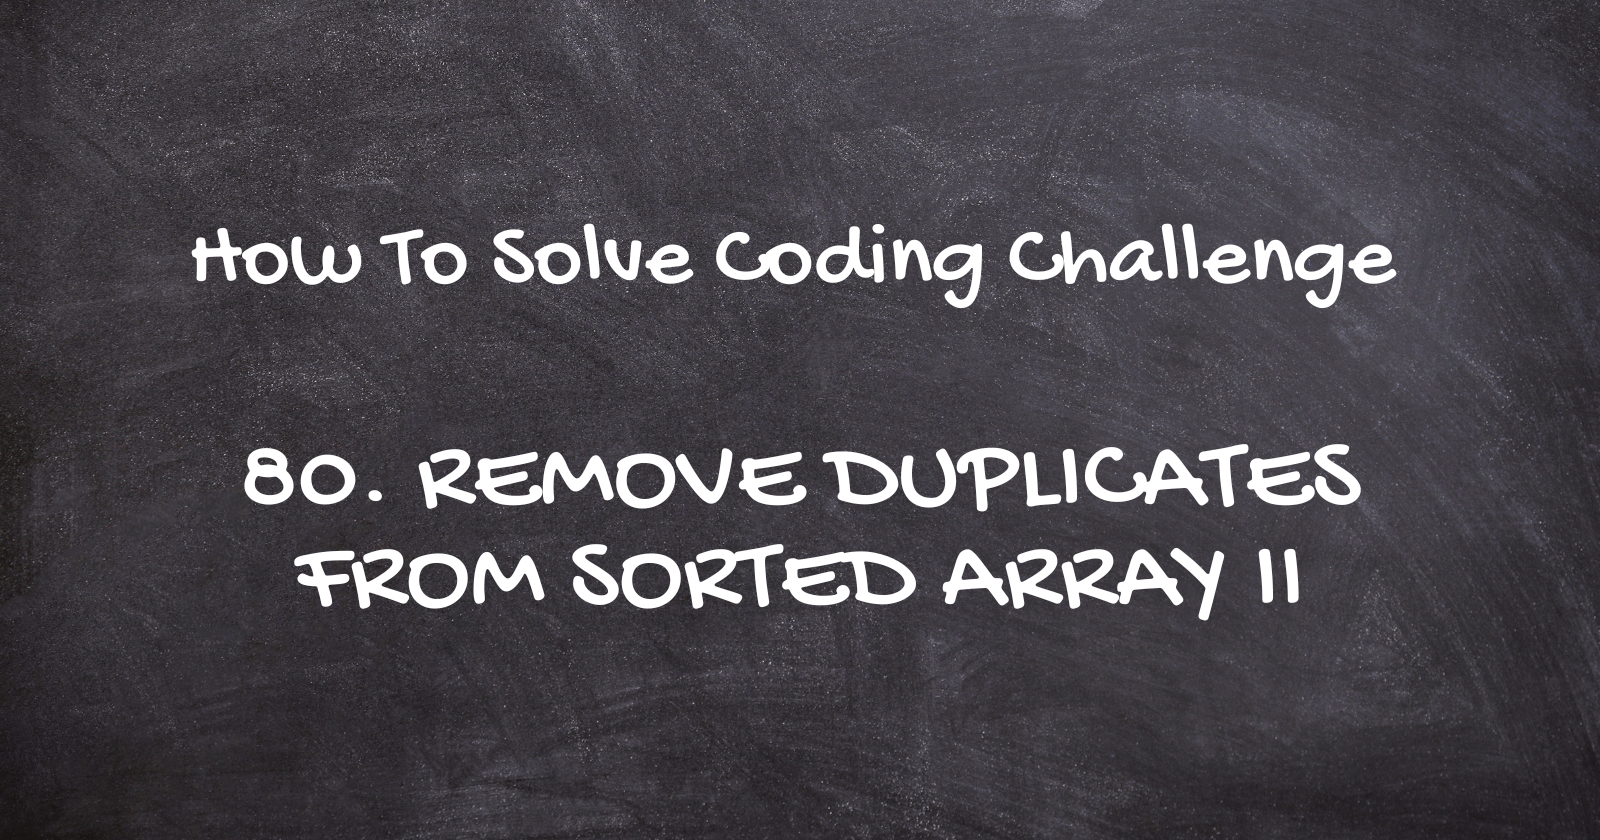 How To Solve Coding Challenge
80. REMOVE DUPLICATES
FROM SORTED ARRAY II